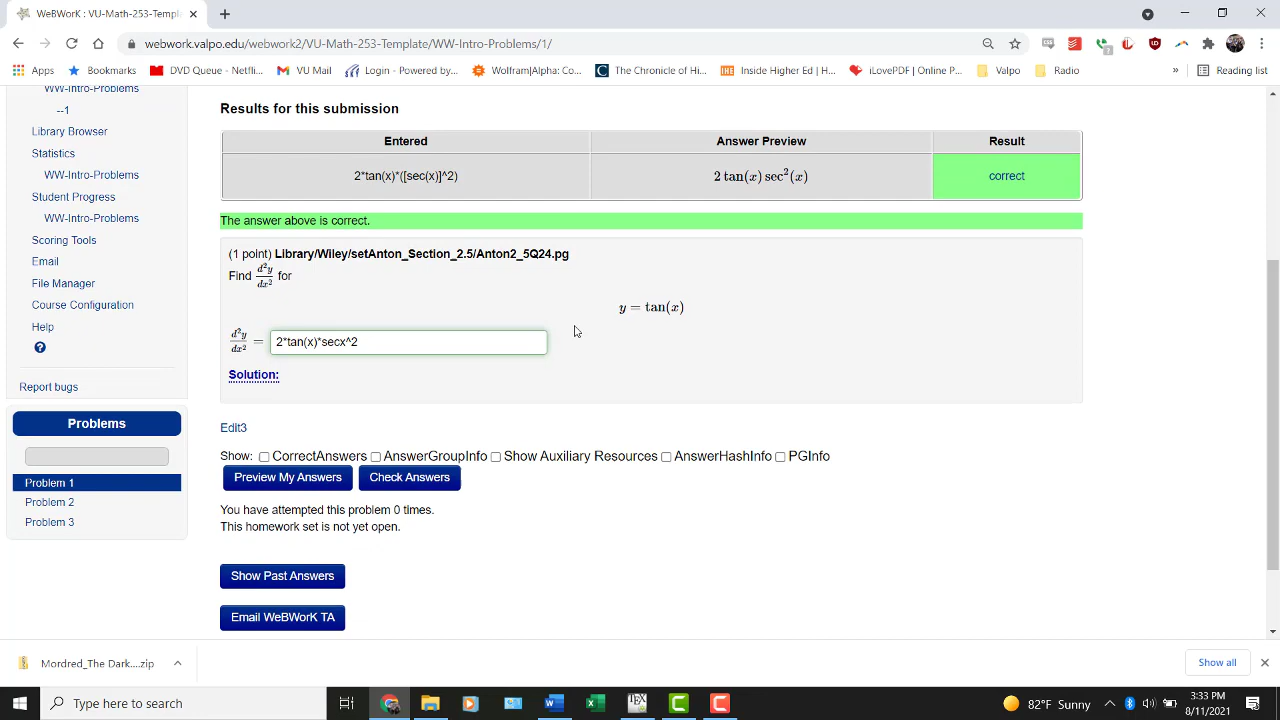 WeBWorK : VU-Math-253-Templat
webwork.valpo.edu/webwork2/VU-Math-253-Template/WW-Intro-Problems/1/
Apps Bookmarks DVD Queue - Netfli... VU Mail Login - Powered by... Wolfram|Alpha: Co... The Chronicle of Hi... Inside Higher Ed | H... iLovePDF | Online P... Valpo Radio » Reading list
WW-Intro-Problems
--1
Library Browser
Statistics
WW-Intro-Problems
Student Progress
WW-Intro-Problems
Scoring Tools
Email
File Manager
Course Configuration
Help
Report bugs
Problems
Problem 1
Problem 2
Problem 3
Results for this submission
Entered Answer Preview Result
2*tan(x)*([sec(x)]^2) 2 tan(x) sec²(x) correct
The answer above is correct.
(1 point) Library/Wiley/setAnton_Section_2.5/Anton2_5Q24.pg
Find d²y/dx² for
y = tan(x)
d²y/dx² = 2*tan(x)*secx^2
Solution:
Edit3
Show: CorrectAnswers AnswerGroupInfo Show Auxiliary Resources AnswerHashInfo PGInfo
Preview My Answers Check Answers
You have attempted this problem 0 times.
This homework set is not yet open.
Show Past Answers
Email WeBWorK TA
Mordred_The Dark....zip Show all
Type here to search 82°F Sunny 3:33 PM
8/11/2021